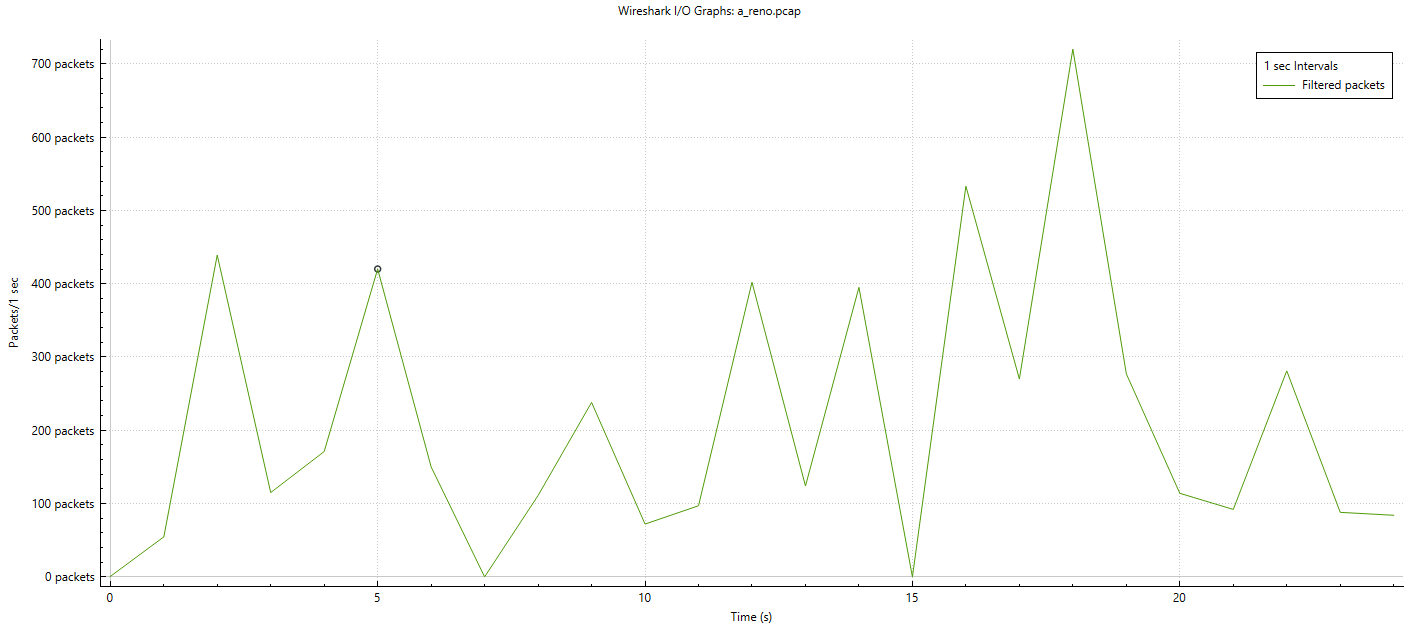 Wireshark I/O Graphs: a_reno.pcap
1 sec Intervals
Filtered packets
700 packets
600 packets
500 packets
400 packets
300 packets
200 packets
100 packets
0 packets
Packets/1 sec
0 5 10 15 20
Time (s)